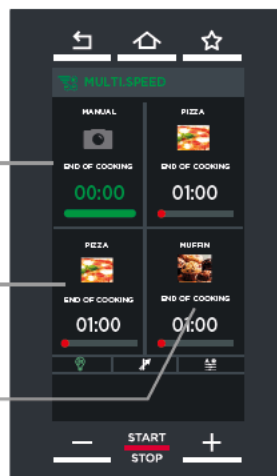 MULTI.SPEED
MANUAL
END OF COOKING
00:00
PIZZA
END OF COOKING
01:00
PIZZA
END OF COOKING
01:00
MUFFIN
END OF COOKING
01:00
START
STOP